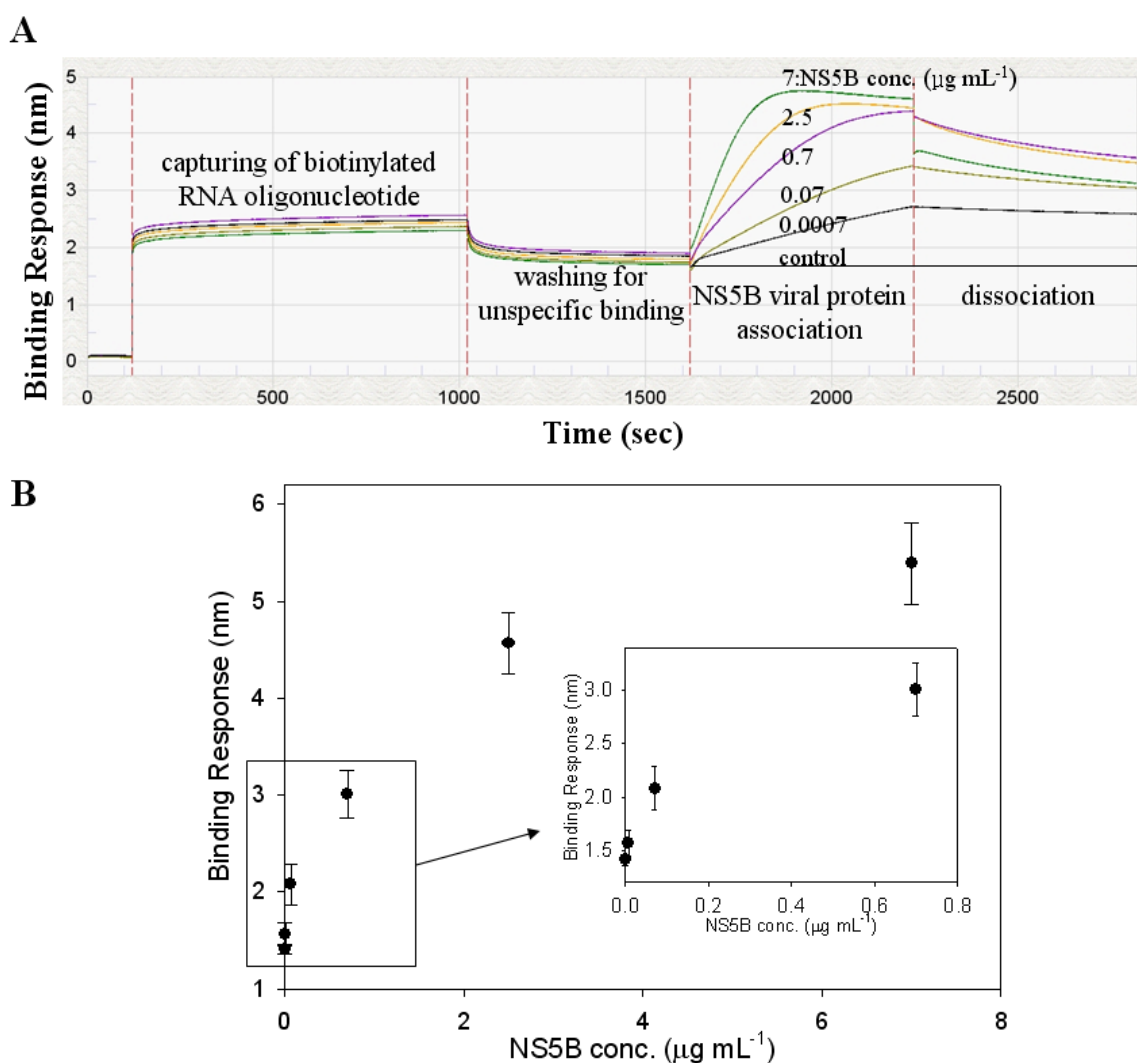 A
Binding Response (nm)
5
4
3
2
1
0
capturing of biotinylated
RNA oligonucleotide
washing for
unspecific binding
7:NS5B conc. (μg mL⁻¹)
2.5
0.7
0.07
0.0007
control
NS5B viral protein
association
dissociation
0
500
1000
1500
2000
2500
Time (sec)
B
Binding Response (nm)
6
5
4
3
2
1
Binding Response (nm)
3.0
2.5
2.0
1.5
0.0
0.2
0.4
0.6
0.8
NS5B conc. (μg mL⁻¹)
0
2
4
6
8
NS5B conc. (μg mL⁻¹)